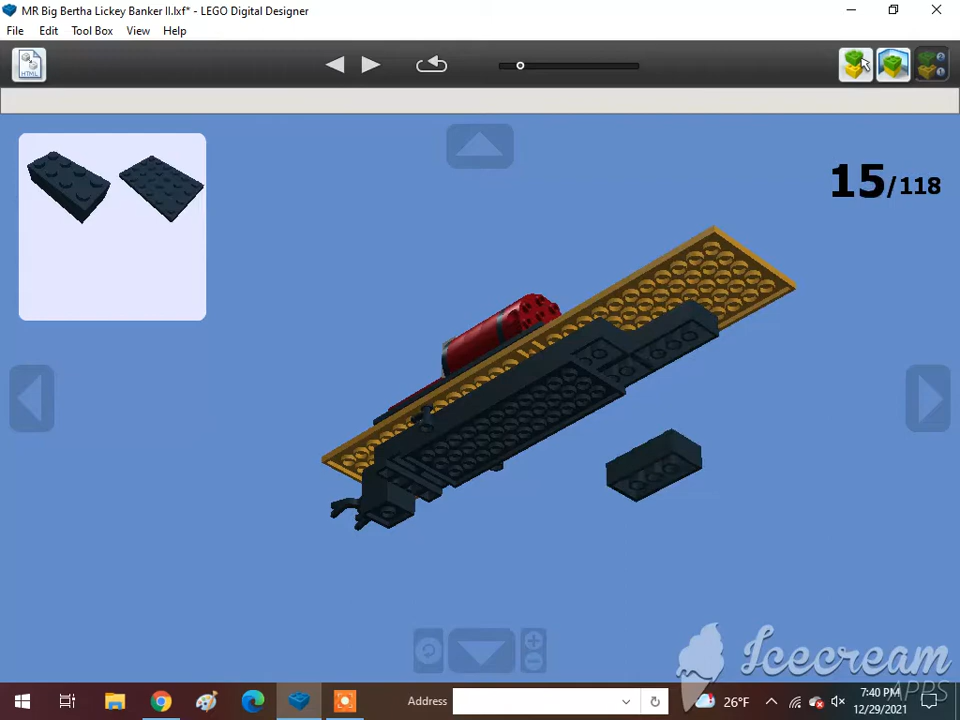 MR Big Bertha Lickey Banker II.lxf* - LEGO Digital Designer
File Edit Tool Box View Help
HTML
15/118
Icecream
APPS
Address
26°F
7:40 PM
12/29/2021